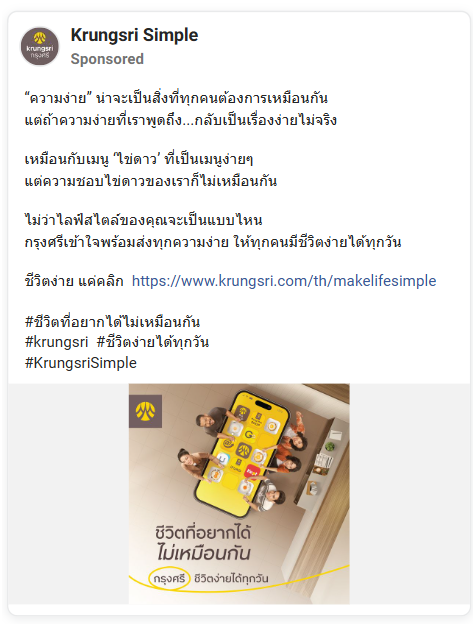 Krungsri Simple
Sponsored
krungsri
กรุงศรี
“ความง่าย” น่าจะเป็นสิ่งที่ทุกคนต้องการเหมือนกัน
แต่ถ้าความง่ายที่เราพูดถึง...กลับเป็นเรื่องง่ายไม่จริง
เหมือนกับเมนู ‘ไข่ดาว’ ที่เป็นเมนูง่ายๆ
แต่ความชอบไข่ดาวของเราก็ไม่เหมือนกัน
ไม่ว่าไลฟ์สไตล์ของคุณจะเป็นแบบไหน
กรุงศรีเข้าใจพร้อมส่งทุกความง่าย ให้ทุกคนมีชีวิตง่ายได้ทุกวัน
ชีวิตง่าย แค่คลิก https://www.krungsri.com/th/makelifesimple
#ชีวิตที่อยากได้ไม่เหมือนกัน
#krungsri #ชีวิตง่ายได้ทุกวัน
#KrungsriSimple
ชีวิตที่อยากได้
ไม่เหมือนกัน
กรุงศรี ชีวิตง่ายได้ทุกวัน